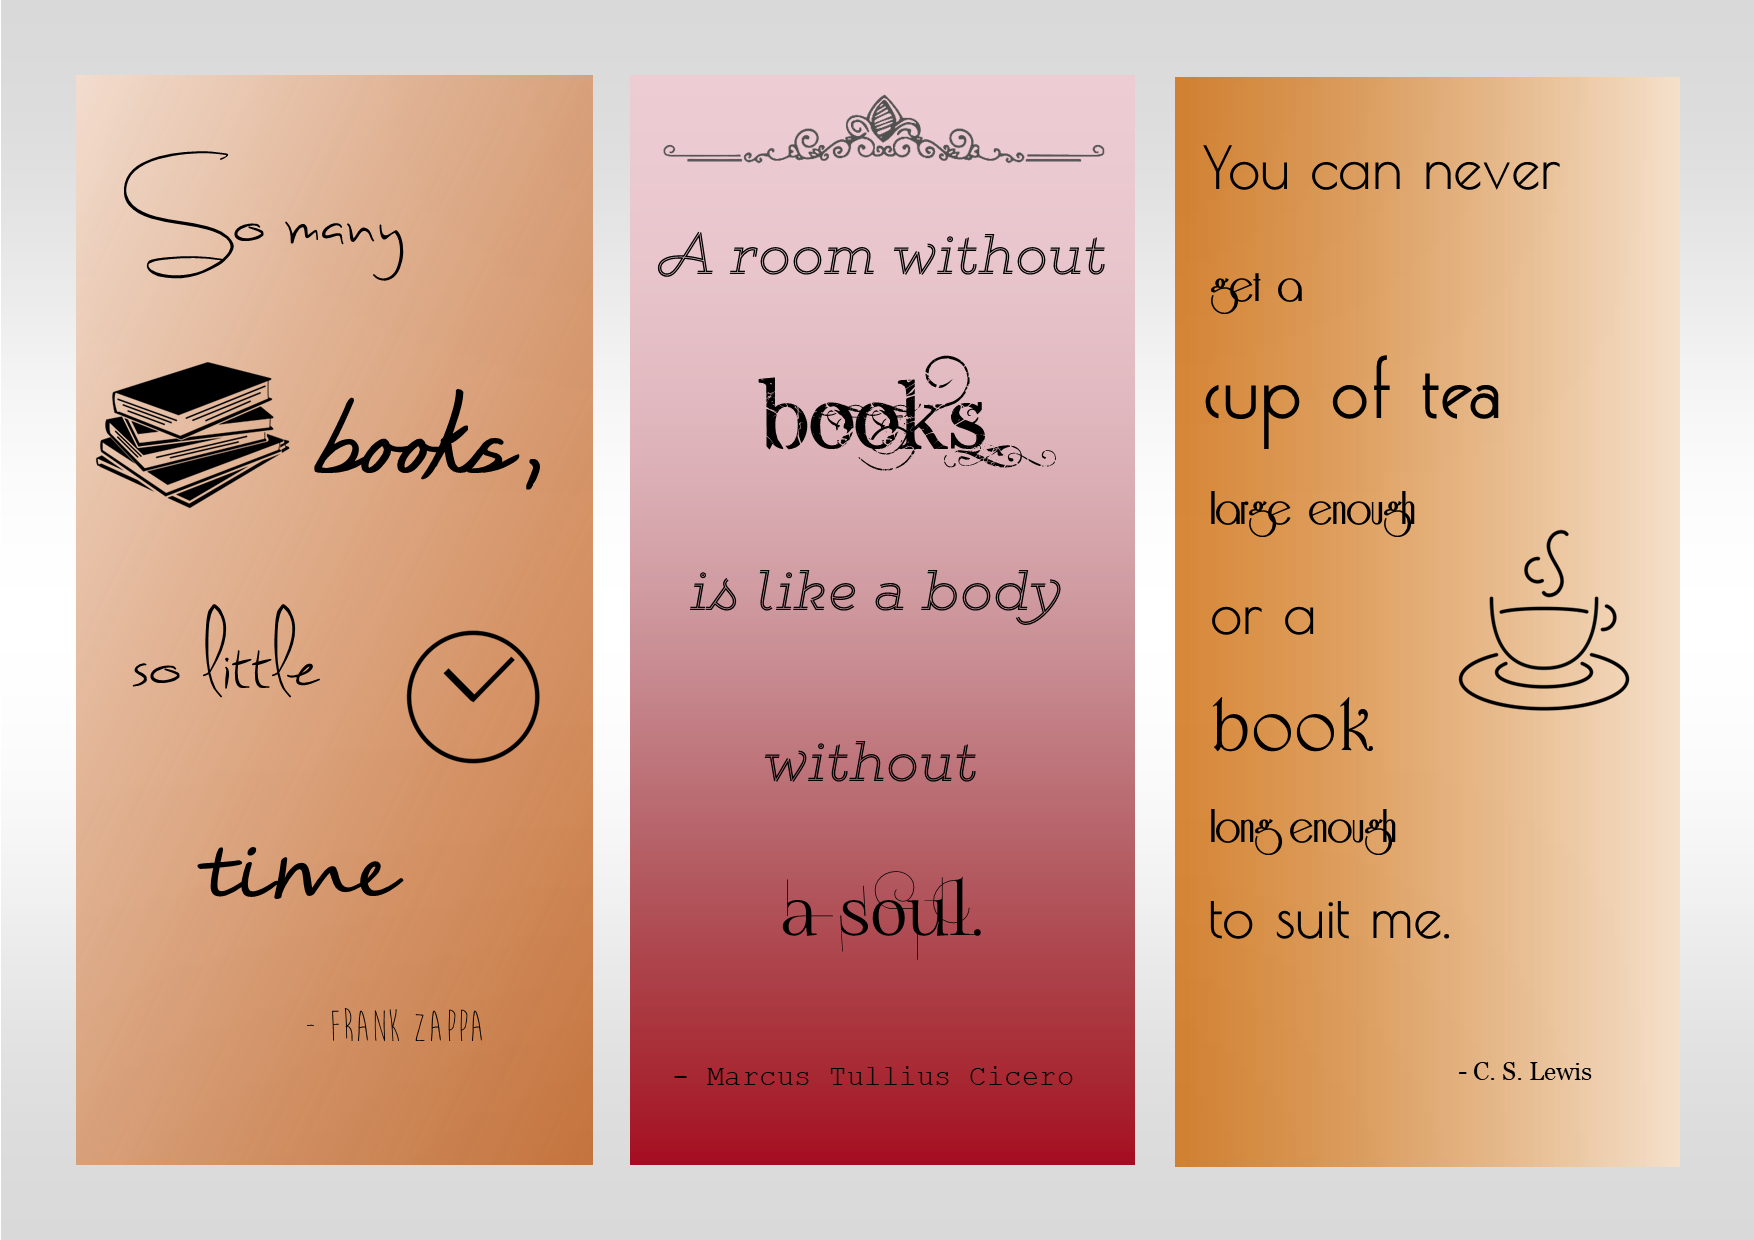 So many
books,
so little
time
- FRANK ZAPPA
A room without
books
is like a body
without
a soul.
- Marcus Tullius Cicero
You can never
get a
cup of tea
large enough
or a
book
long enough
to suit me.
- C. S. Lewis